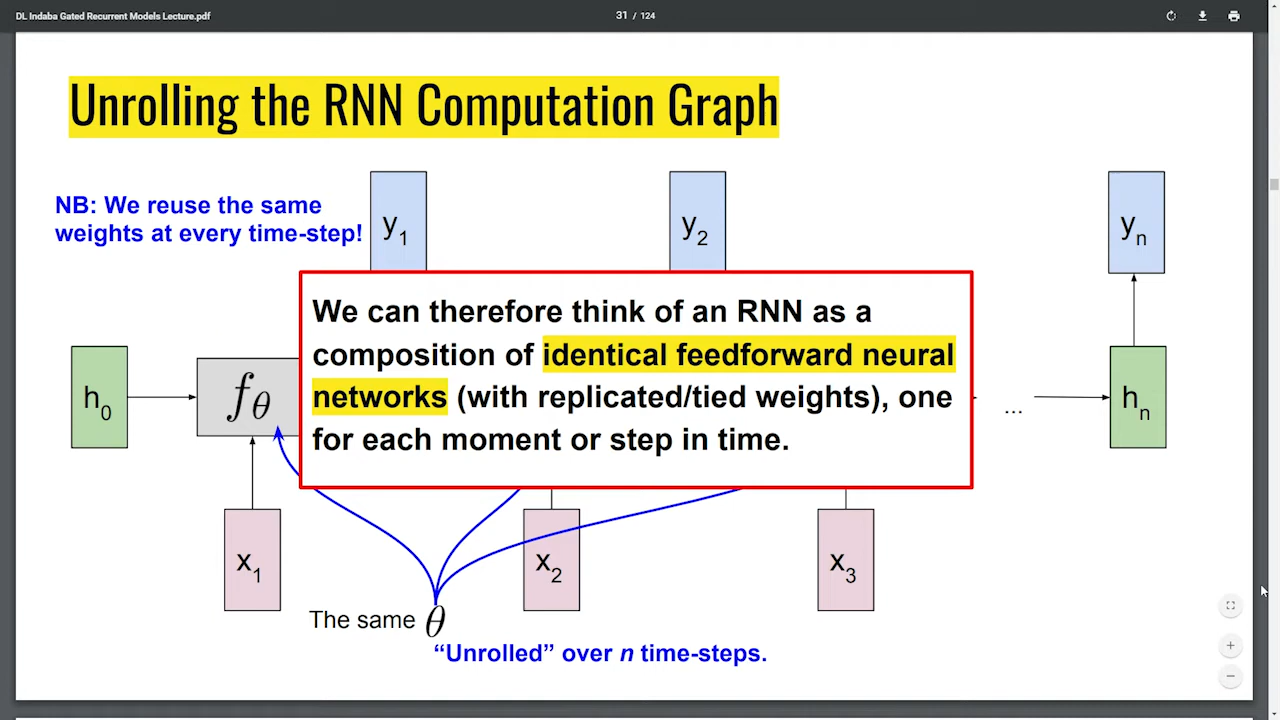 DL Indaba Gated Recurrent Models Lecture.pdf
31 / 124
Unrolling the RNN Computation Graph
NB: We reuse the same
weights at every time-step!
y1
y2
yn
We can therefore think of an RNN as a
composition of identical feedforward neural
networks (with replicated/tied weights), one
for each moment or step in time.
h0
fθ
...
hn
x1
x2
x3
The same θ
“Unrolled” over n time-steps.